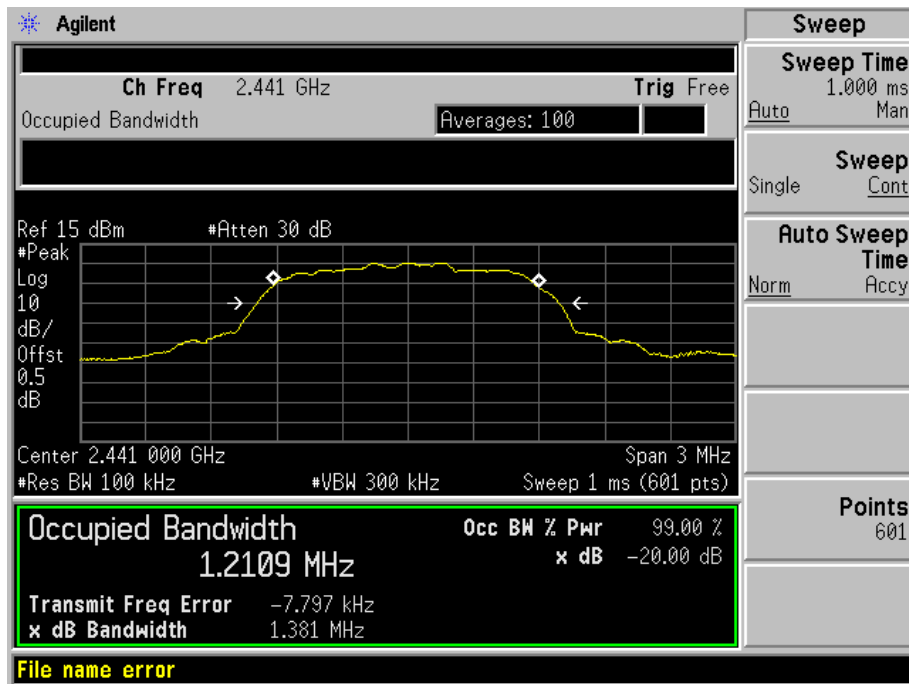 Agilent
Sweep
Ch Freq 2.441 GHz Trig Free
Occupied Bandwidth Averages: 100
Sweep Time
1.000 ms
Auto Man
Sweep
Single Cont
Auto Sweep
Time
Norm Accy
Ref 15 dBm #Atten 30 dB
#Peak
Log
10
dB/
Offst
0.5
dB
Center 2.441 000 GHz Span 3 MHz
#Res BW 100 kHz #VBW 300 kHz Sweep 1 ms (601 pts)
Points
601
Occupied Bandwidth Occ BW % Pwr 99.00 %
1.2109 MHz x dB -20.00 dB
Transmit Freq Error -7.797 kHz
x dB Bandwidth 1.381 MHz
File name error